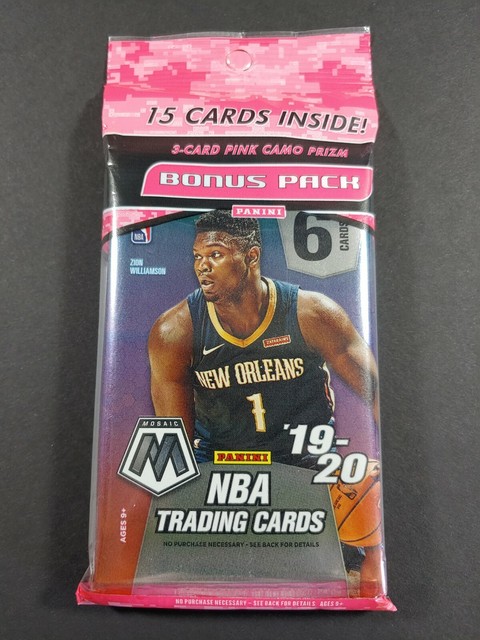 15 CARDS INSIDE!
3-CARD PINK CAMO PRIZM
BONUS PACK
PANINI
NBA
6
CARDS
ZION
WILLIAMSON
NEW ORLEANS
1
MOSAIC
M
PANINI
'19-
20
NBA
TRADING CARDS
AGES 9+
NO PURCHASE NECESSARY • SEE BACK FOR DETAILS
NO PURCHASE NECESSARY - SEE BACK FOR DETAILS AGES 9+